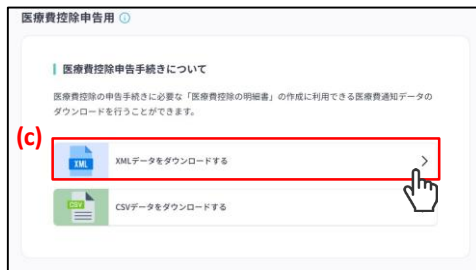 医療費控除申告用
医療費控除申告手続きについて
医療費控除の申告手続きに必要な「医療費控除の明細書」の作成に利用できる医療費通知データの
ダウンロードを行うことができます。
(c)
XML
XMLデータをダウンロードする
CSV
CSVデータをダウンロードする